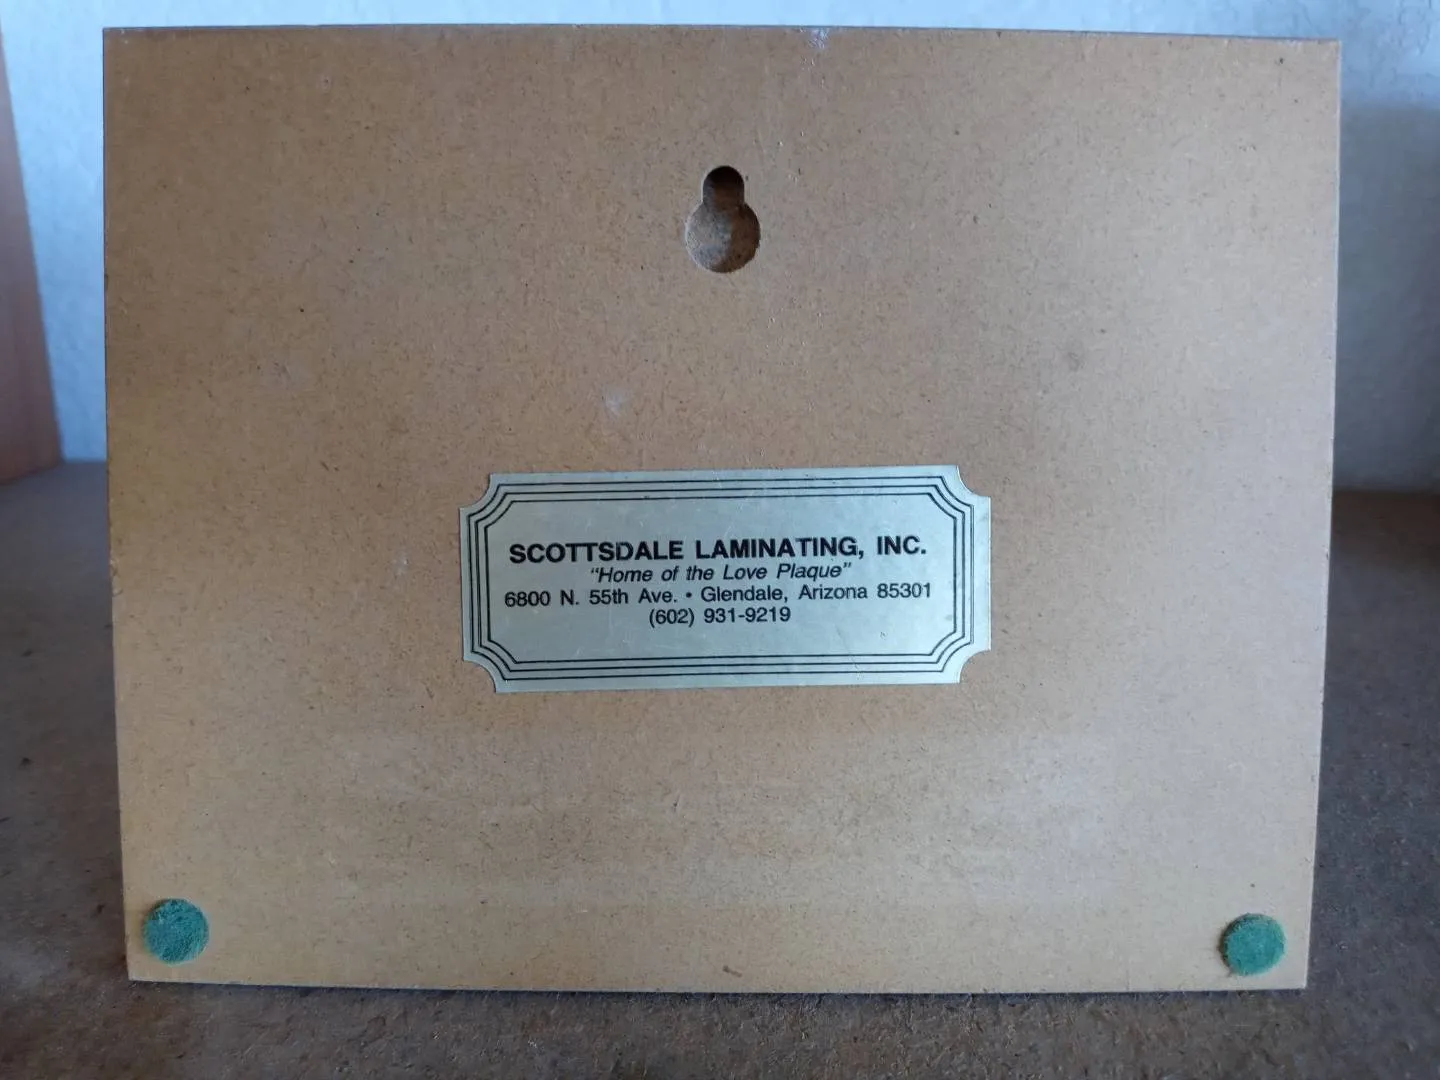 SCOTTSDALE LAMINATING, INC.
“Home of the Love Plaque”
6800 N. 55th Ave. • Glendale, Arizona 85301
(602) 931-9219